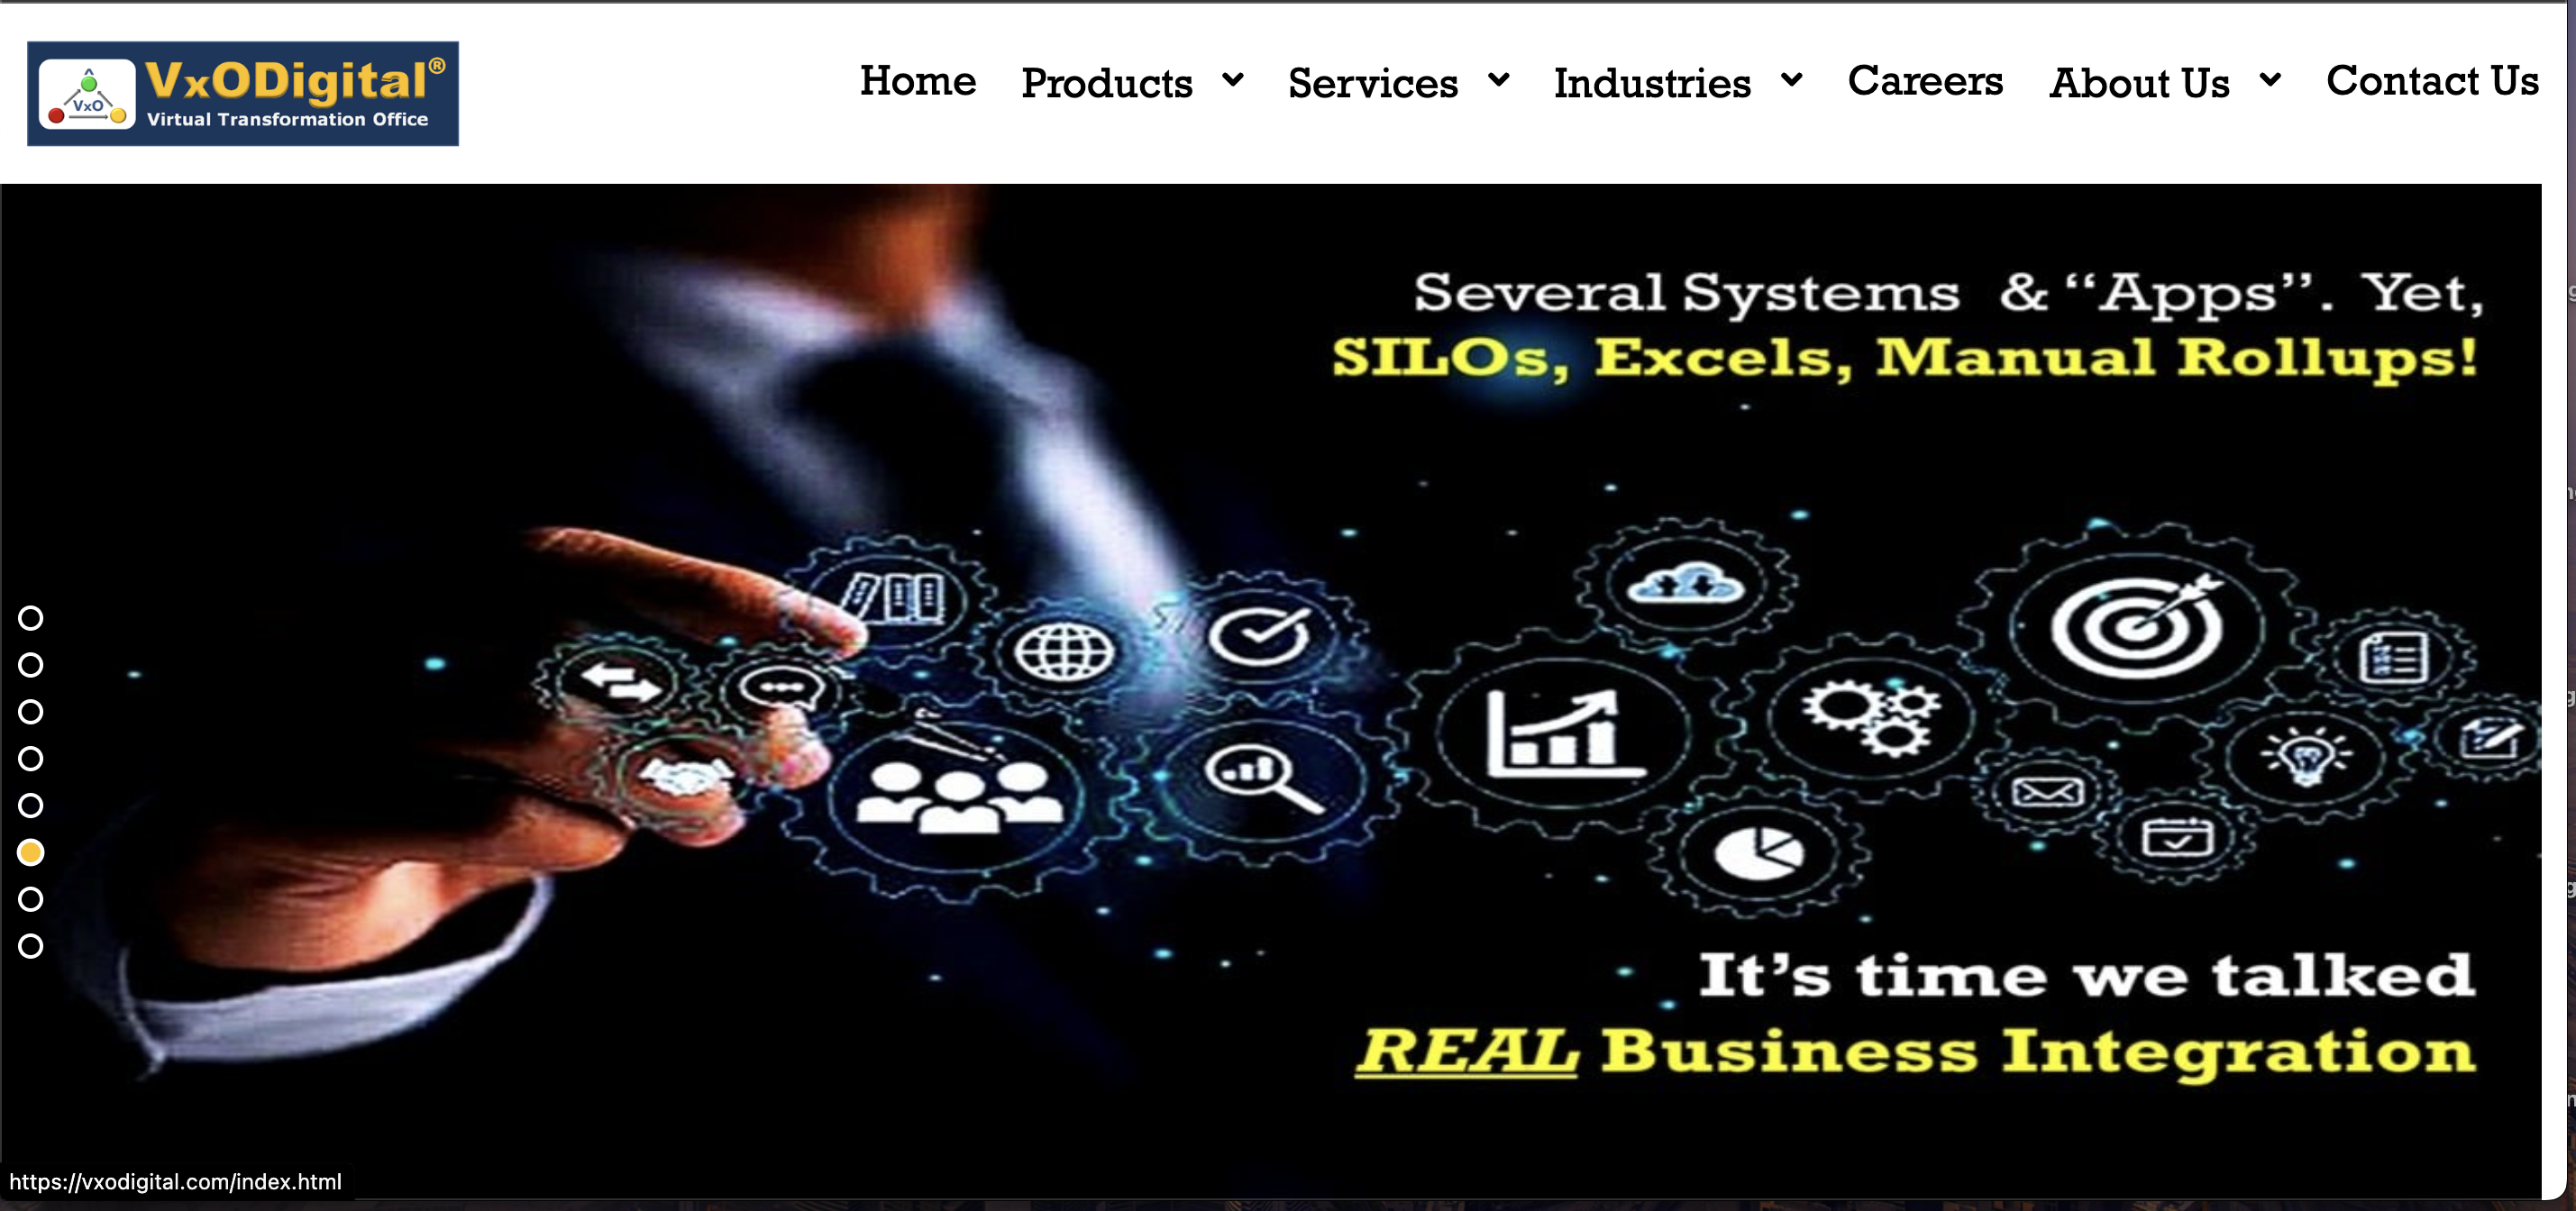 VxODigital®
VxO
Virtual Transformation Office
Home Products Services Industries Careers About Us Contact Us
Several Systems & “Apps”. Yet,
SILOs, Excels, Manual Rollups!
It’s time we talked
REAL Business Integration
https://vxodigital.com/index.html